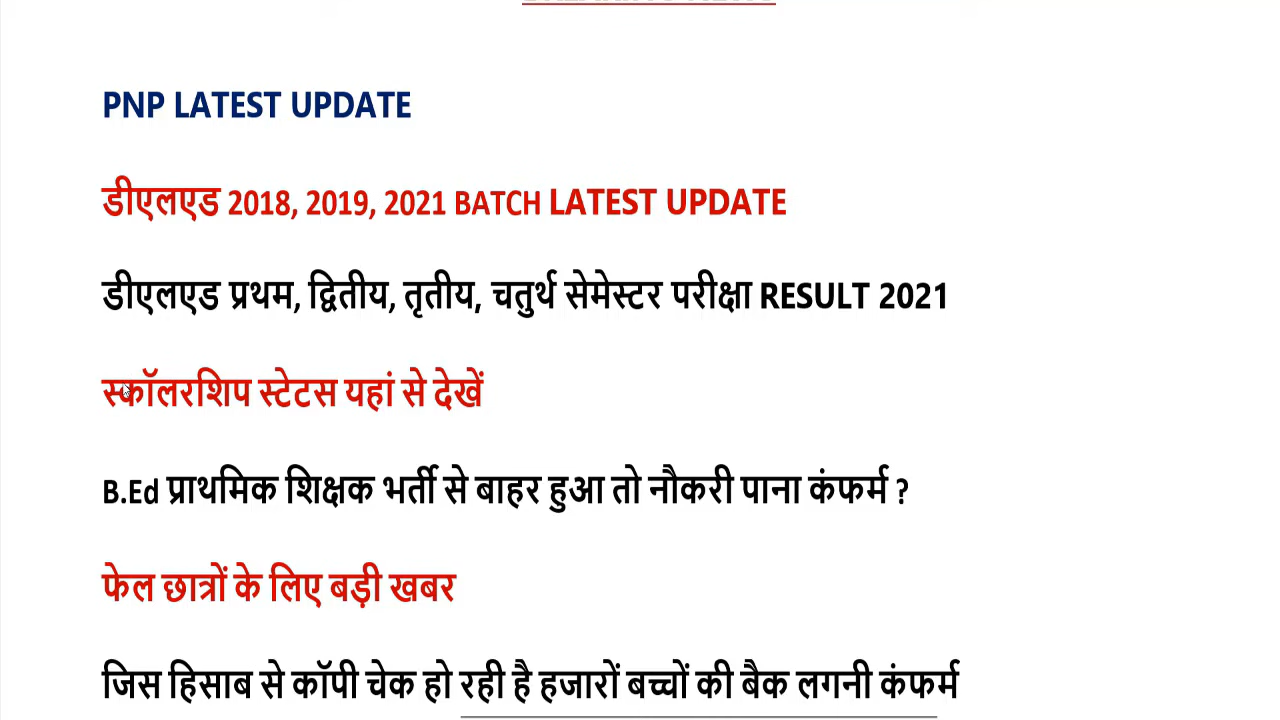 PNP LATEST UPDATE
डीएलएड 2018, 2019, 2021 BATCH LATEST UPDATE
डीएलएड प्रथम, द्वितीय, तृतीय, चतुर्थ सेमेस्टर परीक्षा RESULT 2021
स्कॉलरशिप स्टेटस यहां से देखें
B.Ed प्राथमिक शिक्षक भर्ती से बाहर हुआ तो नौकरी पाना कंफर्म ?
फेल छात्रों के लिए बड़ी खबर
जिस हिसाब से कॉपी चेक हो रही है हजारों बच्चों की बैक लगनी कंफर्म